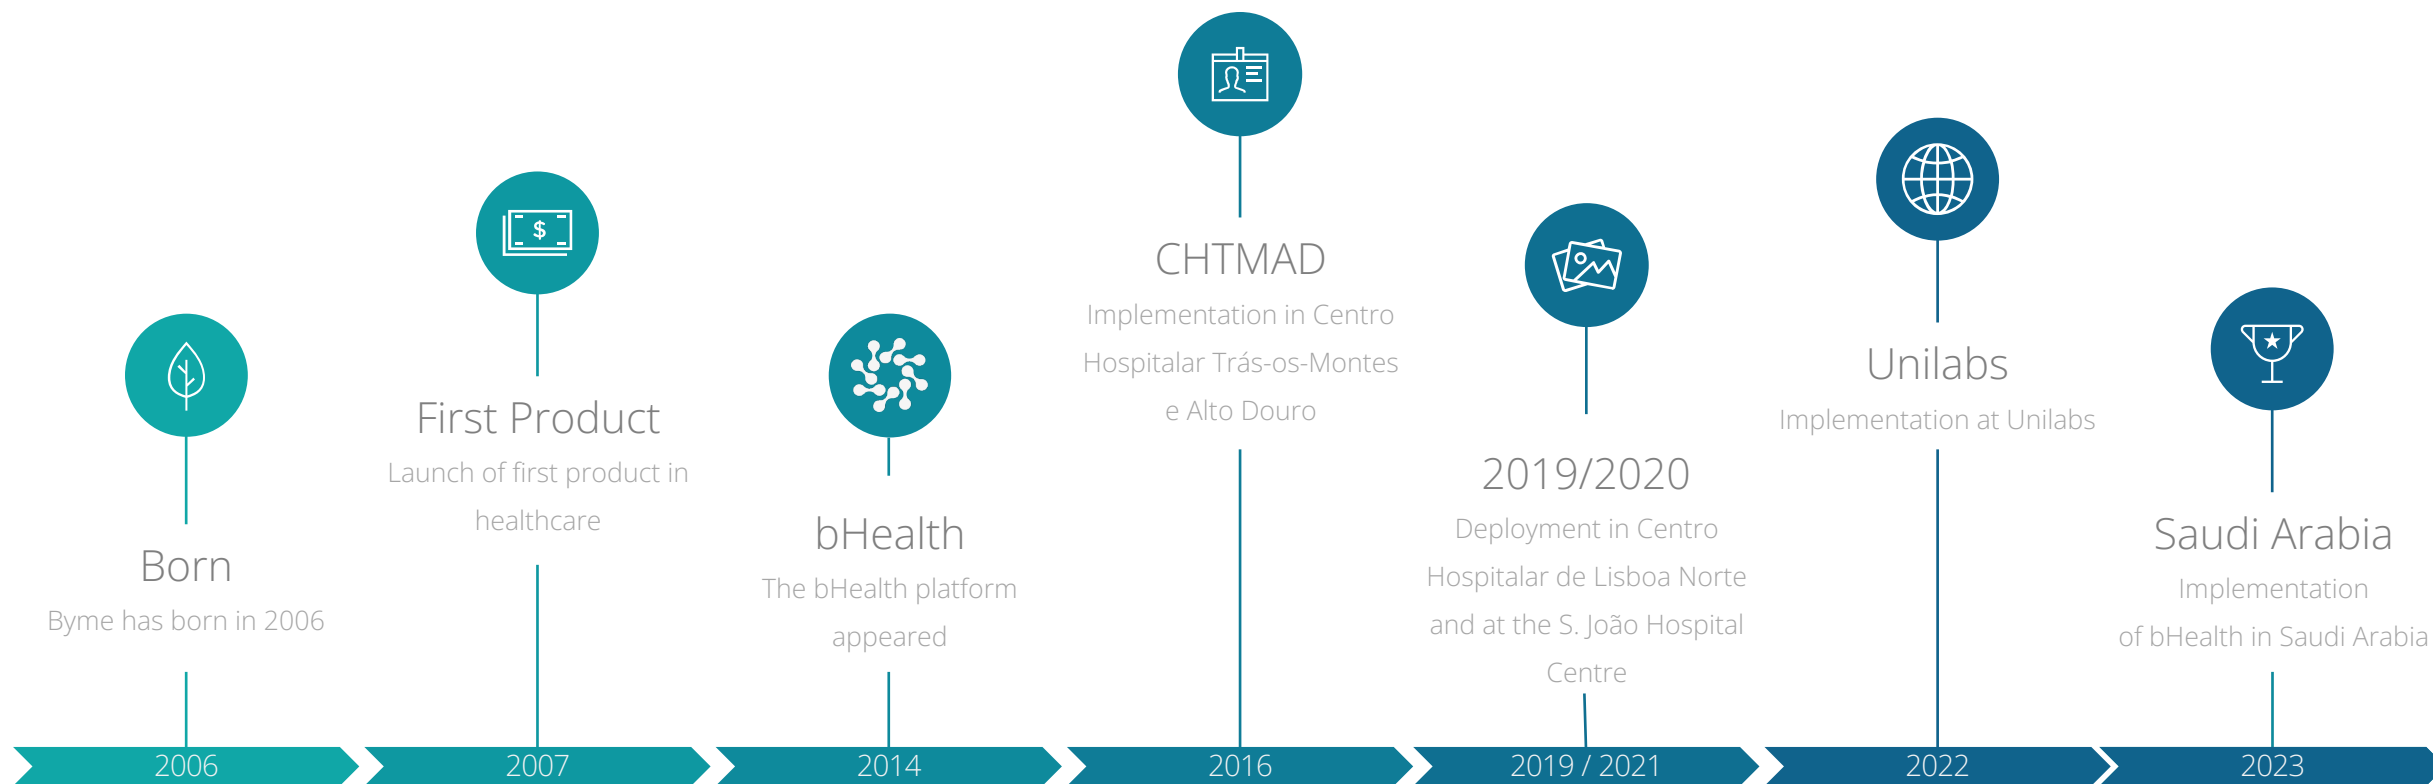 Born
Byme has born in 2006
2006
First Product
Launch of first product in
healthcare
2007
bHealth
The bHealth platform
appeared
2014
CHTMAD
Implementation in Centro
Hospitalar Trás-os-Montes
e Alto Douro
2016
2019/2020
Deployment in Centro
Hospitalar de Lisboa Norte
and at the S. João Hospital
Centre
2019 / 2021
Unilabs
Implementation at Unilabs
2022
Saudi Arabia
Implementation
of bHealth in Saudi Arabia
2023
$